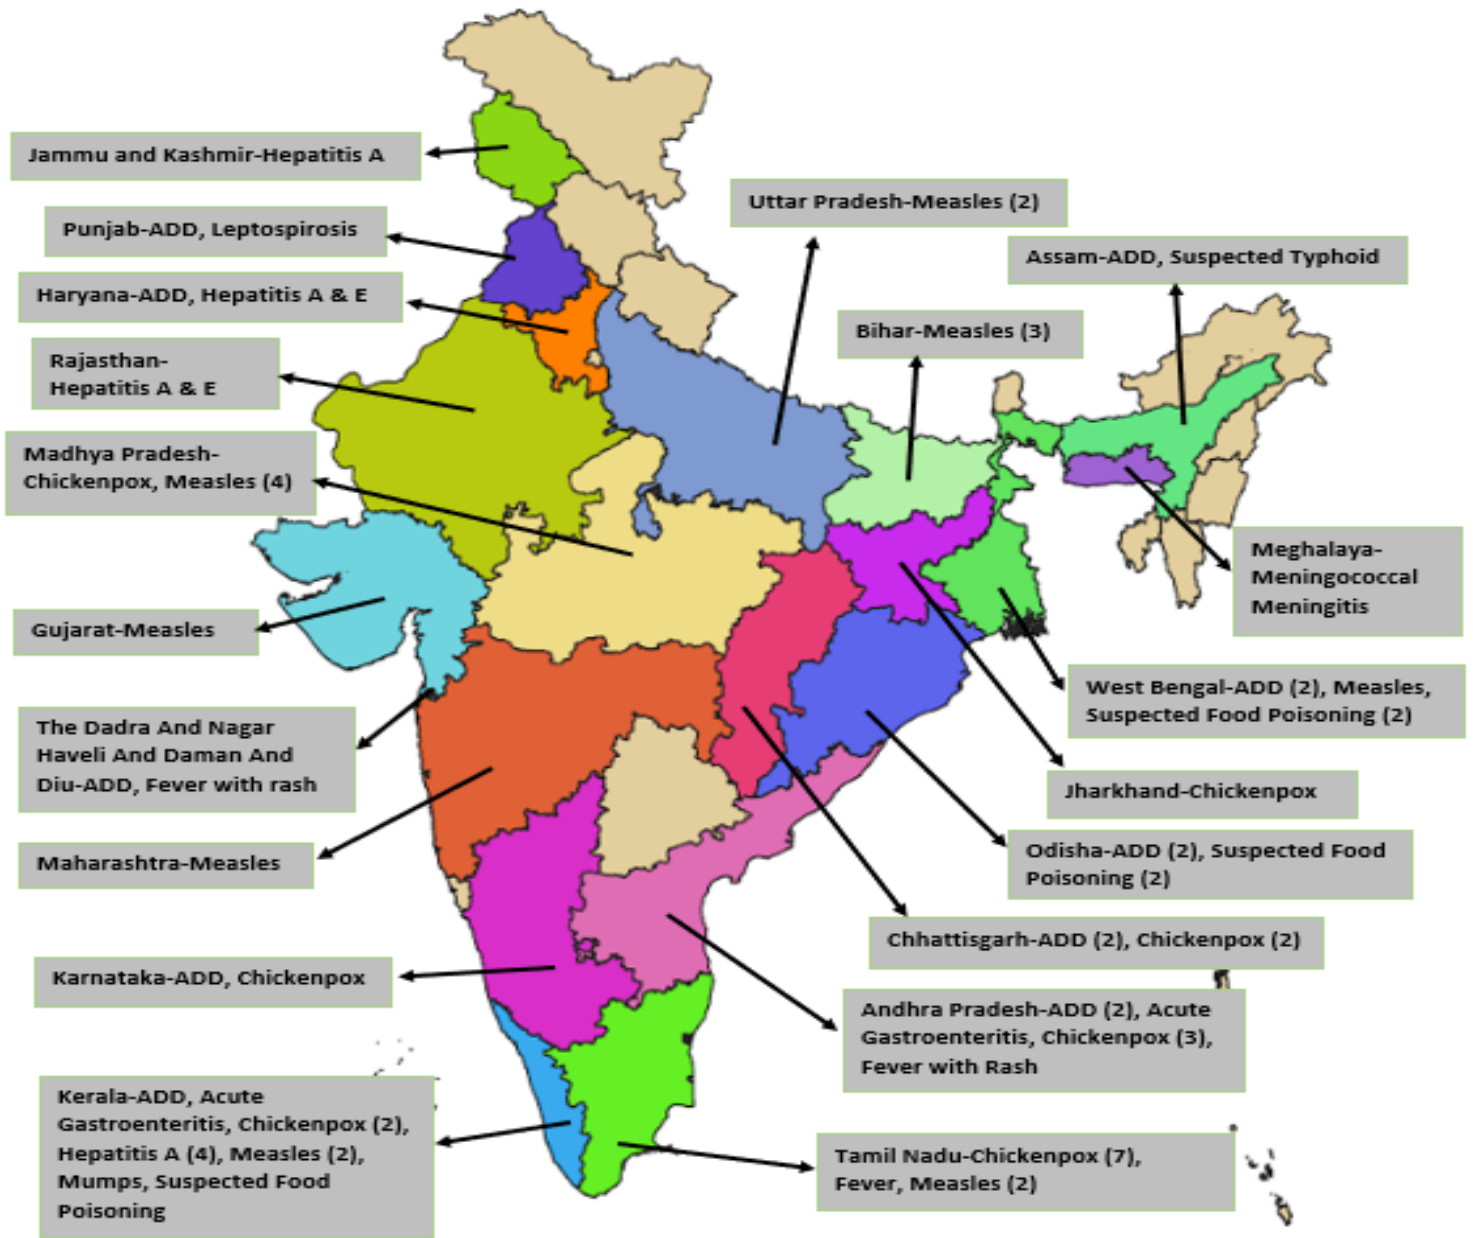 Jammu and Kashmir-Hepatitis A
Punjab-ADD, Leptospirosis
Haryana-ADD, Hepatitis A & E
Rajasthan-
Hepatitis A & E
Madhya Pradesh-
Chickenpox, Measles (4)
Gujarat-Measles
The Dadra And Nagar
Haveli And Daman And
Diu-ADD, Fever with rash
Maharashtra-Measles
Karnataka-ADD, Chickenpox
Kerala-ADD, Acute
Gastroenteritis, Chickenpox (2),
Hepatitis A (4), Measles (2),
Mumps, Suspected Food
Poisoning
Uttar Pradesh-Measles (2)
Assam-ADD, Suspected Typhoid
Bihar-Measles (3)
Meghalaya-
Meningococcal
Meningitis
West Bengal-ADD (2), Measles,
Suspected Food Poisoning (2)
Jharkhand-Chickenpox
Odisha-ADD (2), Suspected Food
Poisoning (2)
Chhattisgarh-ADD (2), Chickenpox (2)
Andhra Pradesh-ADD (2), Acute
Gastroenteritis, Chickenpox (3),
Fever with Rash
Tamil Nadu-Chickenpox (7),
Fever, Measles (2)